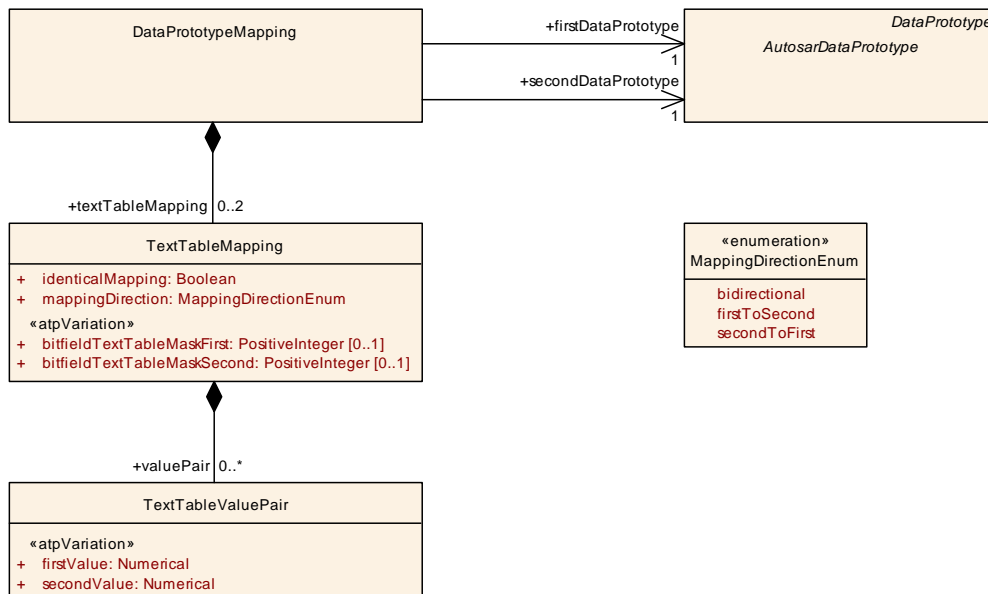 DataPrototypeMapping
+firstDataPrototype
1
+secondDataPrototype
1
DataPrototype
AutosarDataPrototype
+textTableMapping 0..2
TextTableMapping
+ identicalMapping: Boolean
+ mappingDirection: MappingDirectionEnum
«atpVariation»
+ bitfieldTextTableMaskFirst: PositiveInteger [0..1]
+ bitfieldTextTableMaskSecond: PositiveInteger [0..1]
«enumeration»
MappingDirectionEnum
bidirectional
firstToSecond
secondToFirst
+valuePair 0..*
TextTableValuePair
«atpVariation»
+ firstValue: Numerical
+ secondValue: Numerical